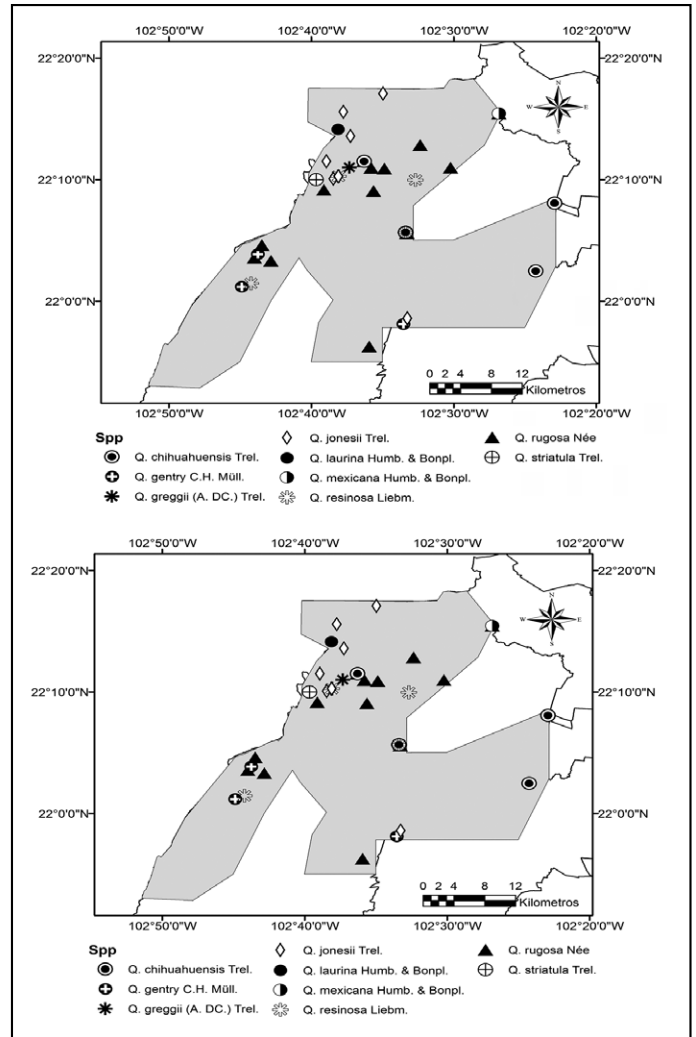 102°50'0"W 102°40'0"W 102°30'0"W 102°20'0"W
22°20'0"N 22°20'0"N
N
W E
S
22°10'0"N 22°10'0"N
22°0'0"N 22°0'0"N
0 2 4 8 12
Kilometros
102°50'0"W 102°40'0"W 102°30'0"W 102°20'0"W
Spp
Q. chihuahuensis Trel.
Q. gentry C.H. Müll.
Q. greggii (A. DC.) Trel.
Q. jonesii Trel.
Q. laurina Humb. & Bonpl.
Q. mexicana Humb. & Bonpl.
Q. resinosa Liebm.
Q. rugosa Née
Q. striatula Trel.
102°50'0"W 102°40'0"W 102°30'0"W 102°20'0"W
22°20'0"N 22°20'0"N
N
W E
S
22°10'0"N 22°10'0"N
22°0'0"N 22°0'0"N
0 2 4 8 12
Kilometros
102°50'0"W 102°40'0"W 102°30'0"W 102°20'0"W
Spp
Q. chihuahuensis Trel.
Q. gentry C.H. Müll.
Q. greggii (A. DC.) Trel.
Q. jonesii Trel.
Q. laurina Humb. & Bonpl.
Q. mexicana Humb. & Bonpl.
Q. resinosa Liebm.
Q. rugosa Née
Q. striatula Trel.